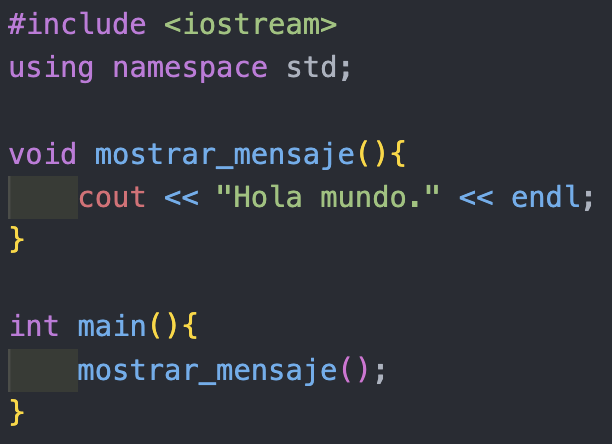 #include <iostream>
using namespace std;
void mostrar_mensaje(){
cout << "Hola mundo." << endl;
}
int main(){
mostrar_mensaje();
}